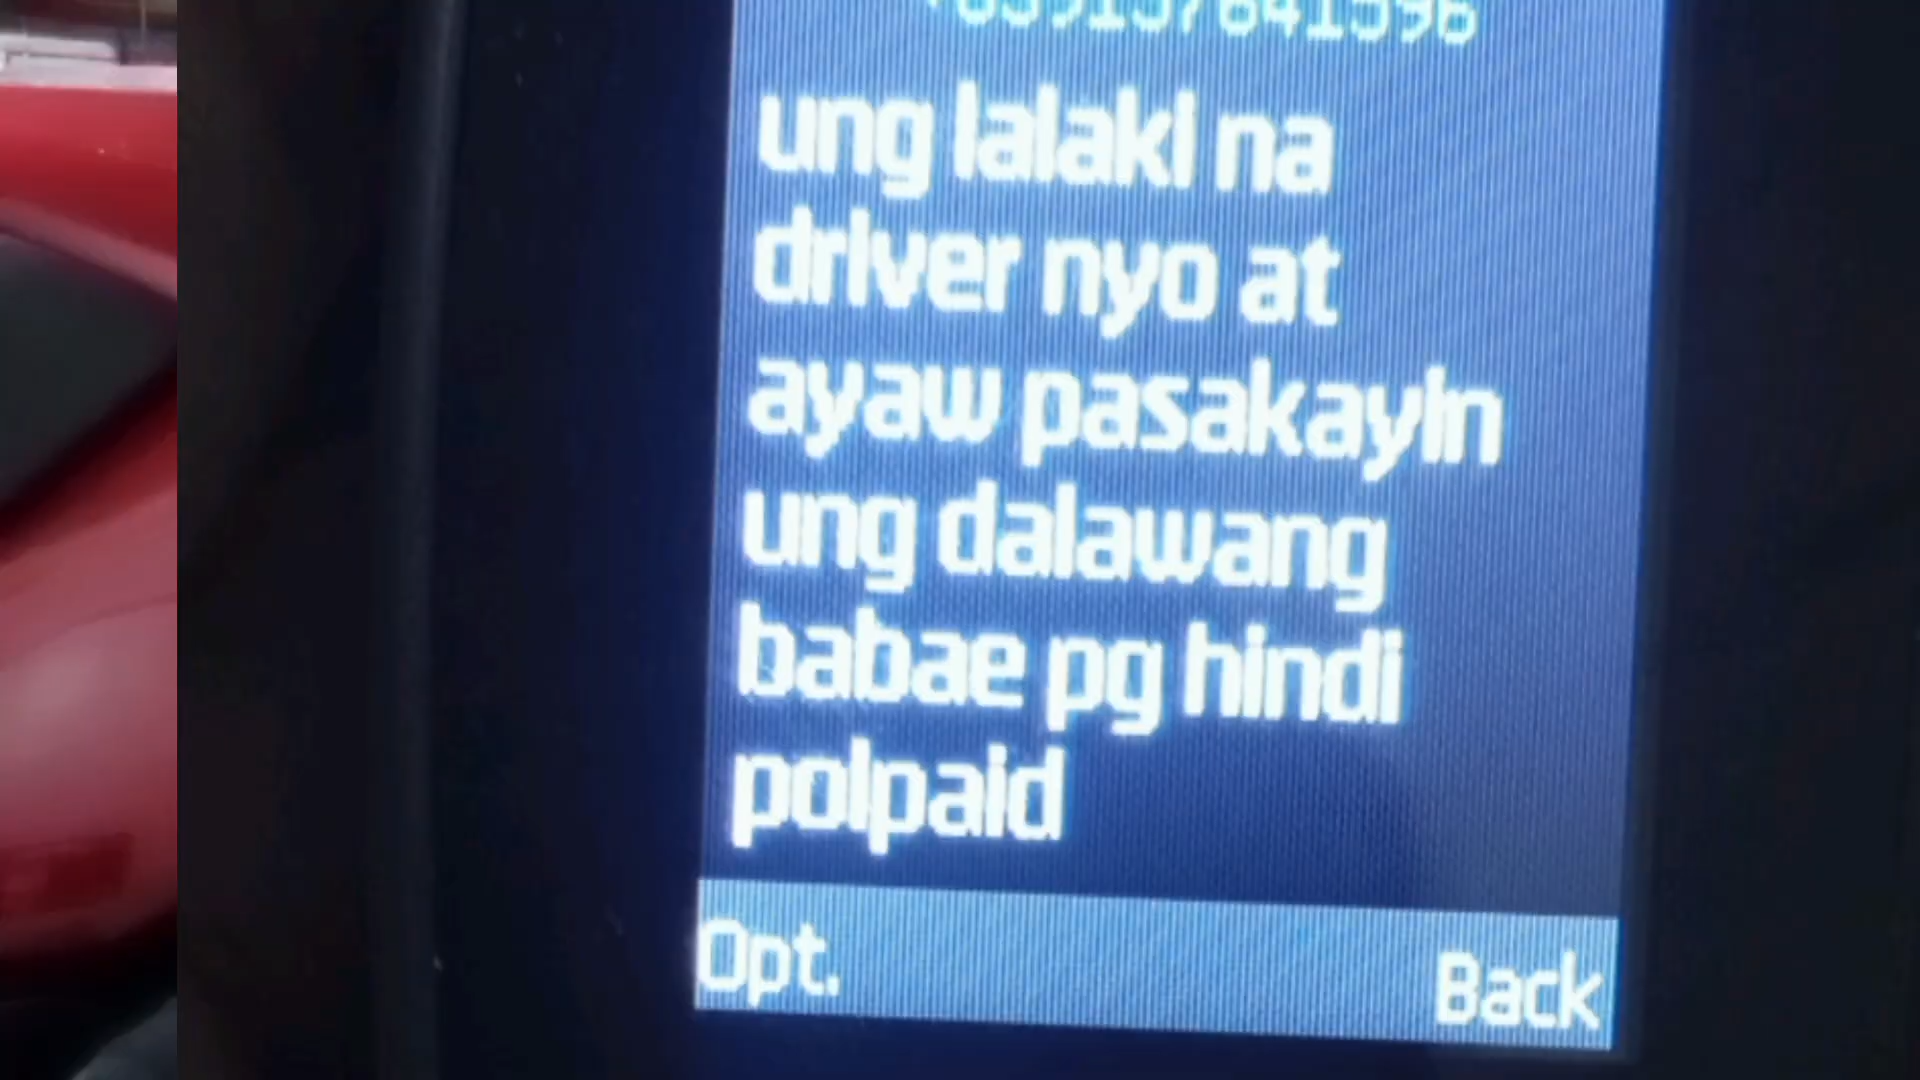 ung lalaki na
driver nyo at
ayaw pasakayin
ung dalawang
babae pg hindi
polpaid
Opt.
Back